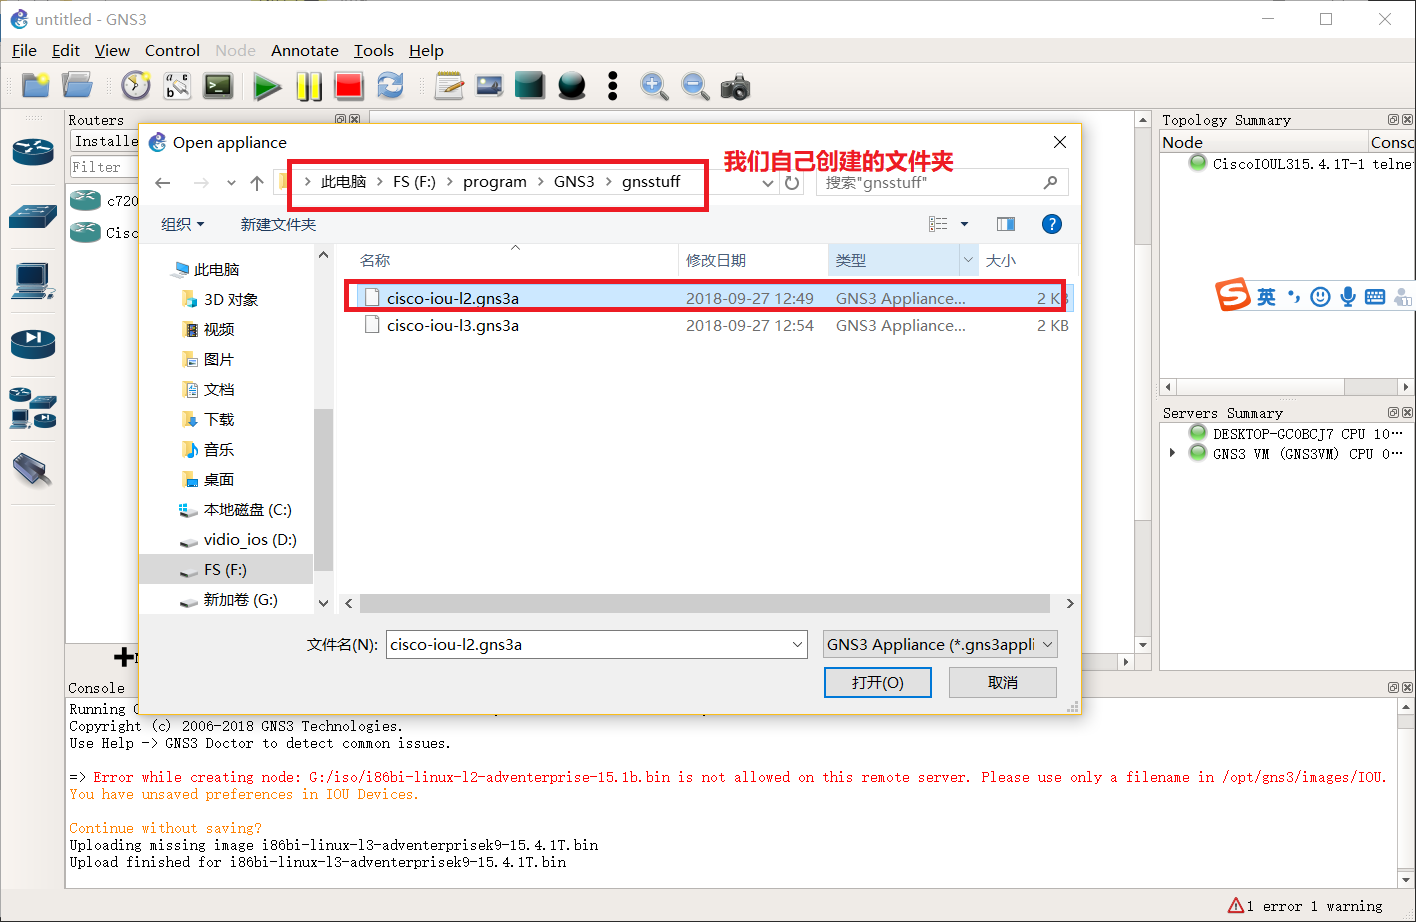 untitled - GNS3
File Edit View Control Node Annotate Tools Help
Routers
Installe
Filter
c720
Cisc
Open appliance
此电脑 > FS (F:) > program > GNS3 > gnsstuff
我们自己创建的文件夹
搜索"gnsstuff"
组织 新建文件夹
名称 修改日期 类型 大小
cisco-iou-l2.gns3a 2018-09-27 12:49 GNS3 Appliance... 2 KB
cisco-iou-l3.gns3a 2018-09-27 12:54 GNS3 Appliance... 2 KB
此电脑
3D 对象
视频
图片
文档
下载
音乐
桌面
本地磁盘 (C:)
vidio_ios (D:)
FS (F:)
新加卷 (G:)
文件名(N): cisco-iou-l2.gns3a GNS3 Appliance (*.gns3appli
打开(O) 取消
Topology Summary
Node Consc
CiscoIOUL315.4.1T-1 telne
英
Servers Summary
DESKTOP-GC0BCJ7 CPU 10…
GNS3 VM (GNS3VM) CPU 0…
Console
Running
Copyright (c) 2006-2018 GNS3 Technologies.
Use Help -> GNS3 Doctor to detect common issues.
=> Error while creating node: G:/iso/i86bi-linux-l2-adventerprise-15.1b.bin is not allowed on this remote server. Please use only a filename in /opt/gns3/images/IOU.
You have unsaved preferences in IOU Devices.
Continue without saving?
Uploading missing image i86bi-linux-l3-adventerprisek9-15.4.1T.bin
Upload finished for i86bi-linux-l3-adventerprisek9-15.4.1T.bin
1 error 1 warning